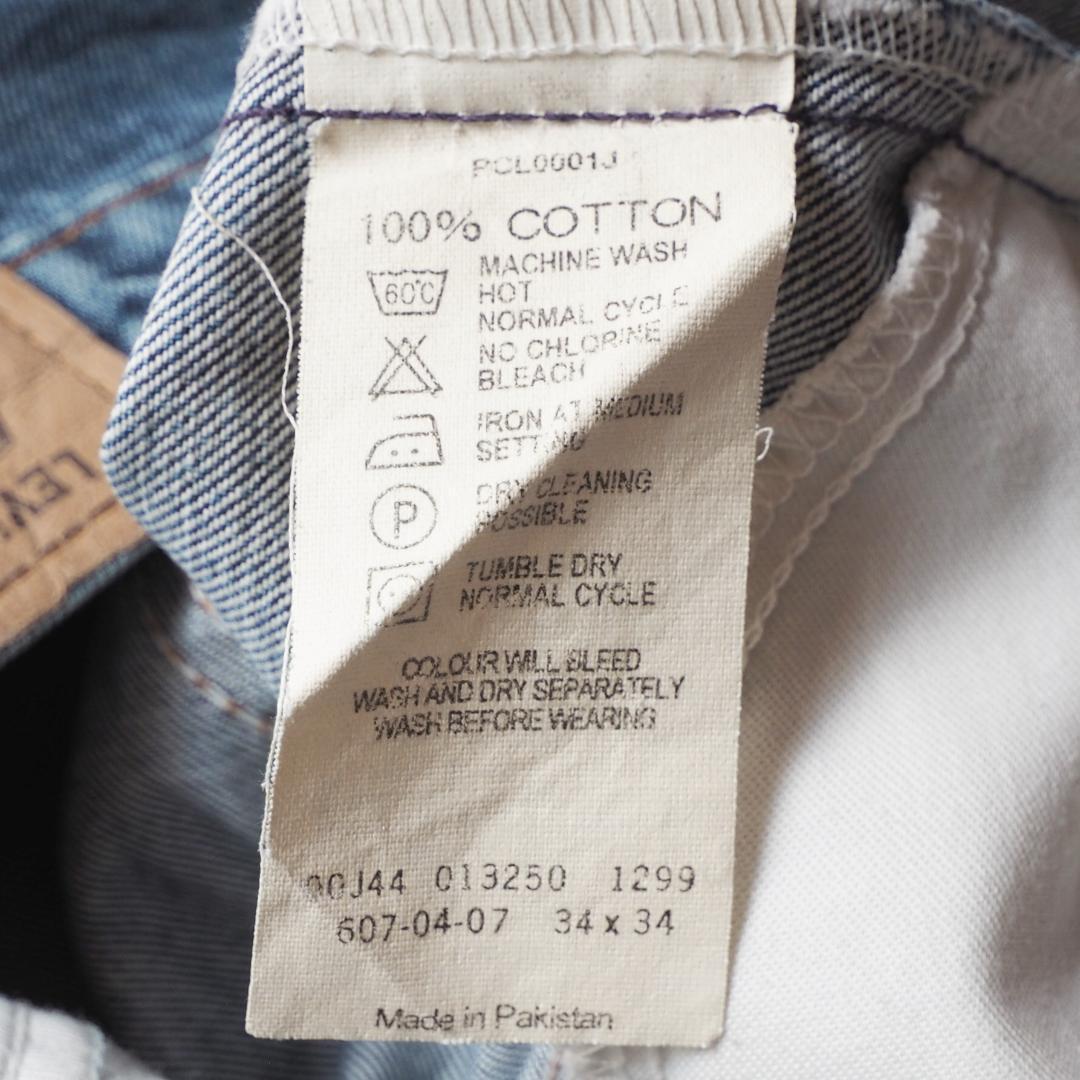 PCL0001J
100% COTTON
60°C
MACHINE WASH
HOT
NORMAL CYCLE
NO CHLORINE
BLEACH
IRON AT MEDIUM
SETTING
P
DRY CLEANING
POSSIBLE
TUMBLE DRY
NORMAL CYCLE
COLOUR WILL BLEED
WASH AND DRY SEPARATELY
WASH BEFORE WEARING
00J44 013250 1299
607-04-07 34 x 34
Made in Pakistan